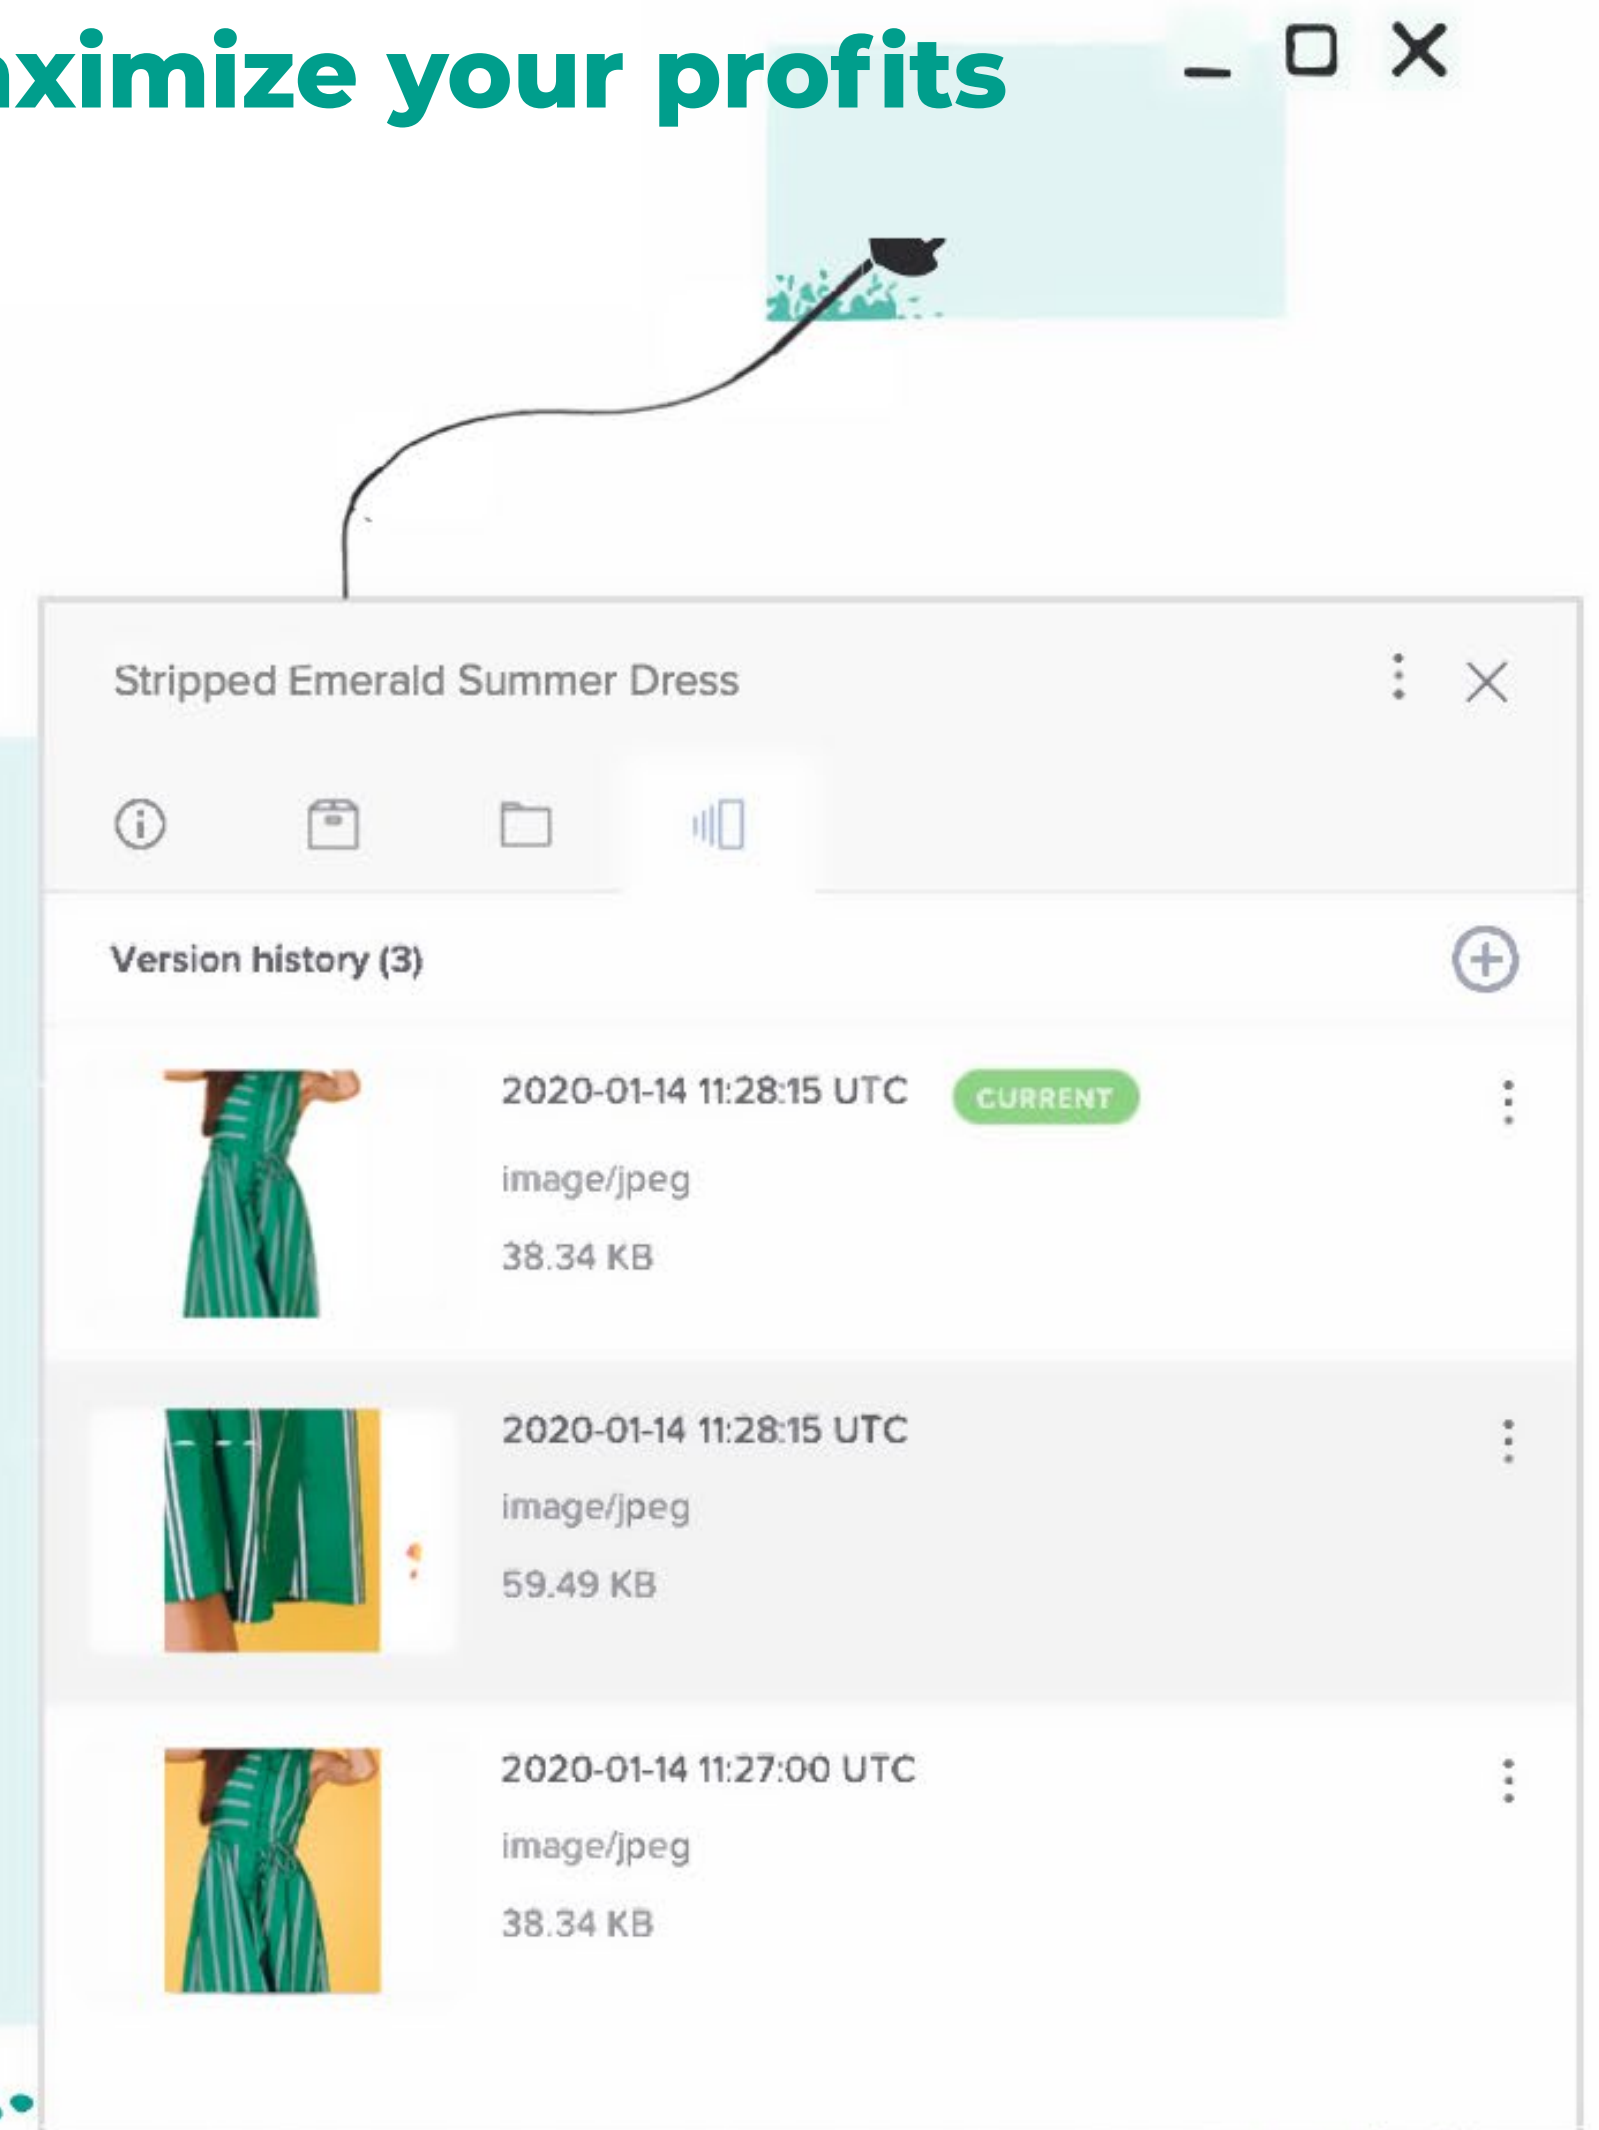 aximize your profits
Stripped Emerald Summer Dress
Version history (3)
2020-01-14 11:28:15 UTC CURRENT
image/jpeg
38.34 KB
2020-01-14 11:28:15 UTC
image/jpeg
59.49 KB
2020-01-14 11:27:00 UTC
image/jpeg
38.34 KB